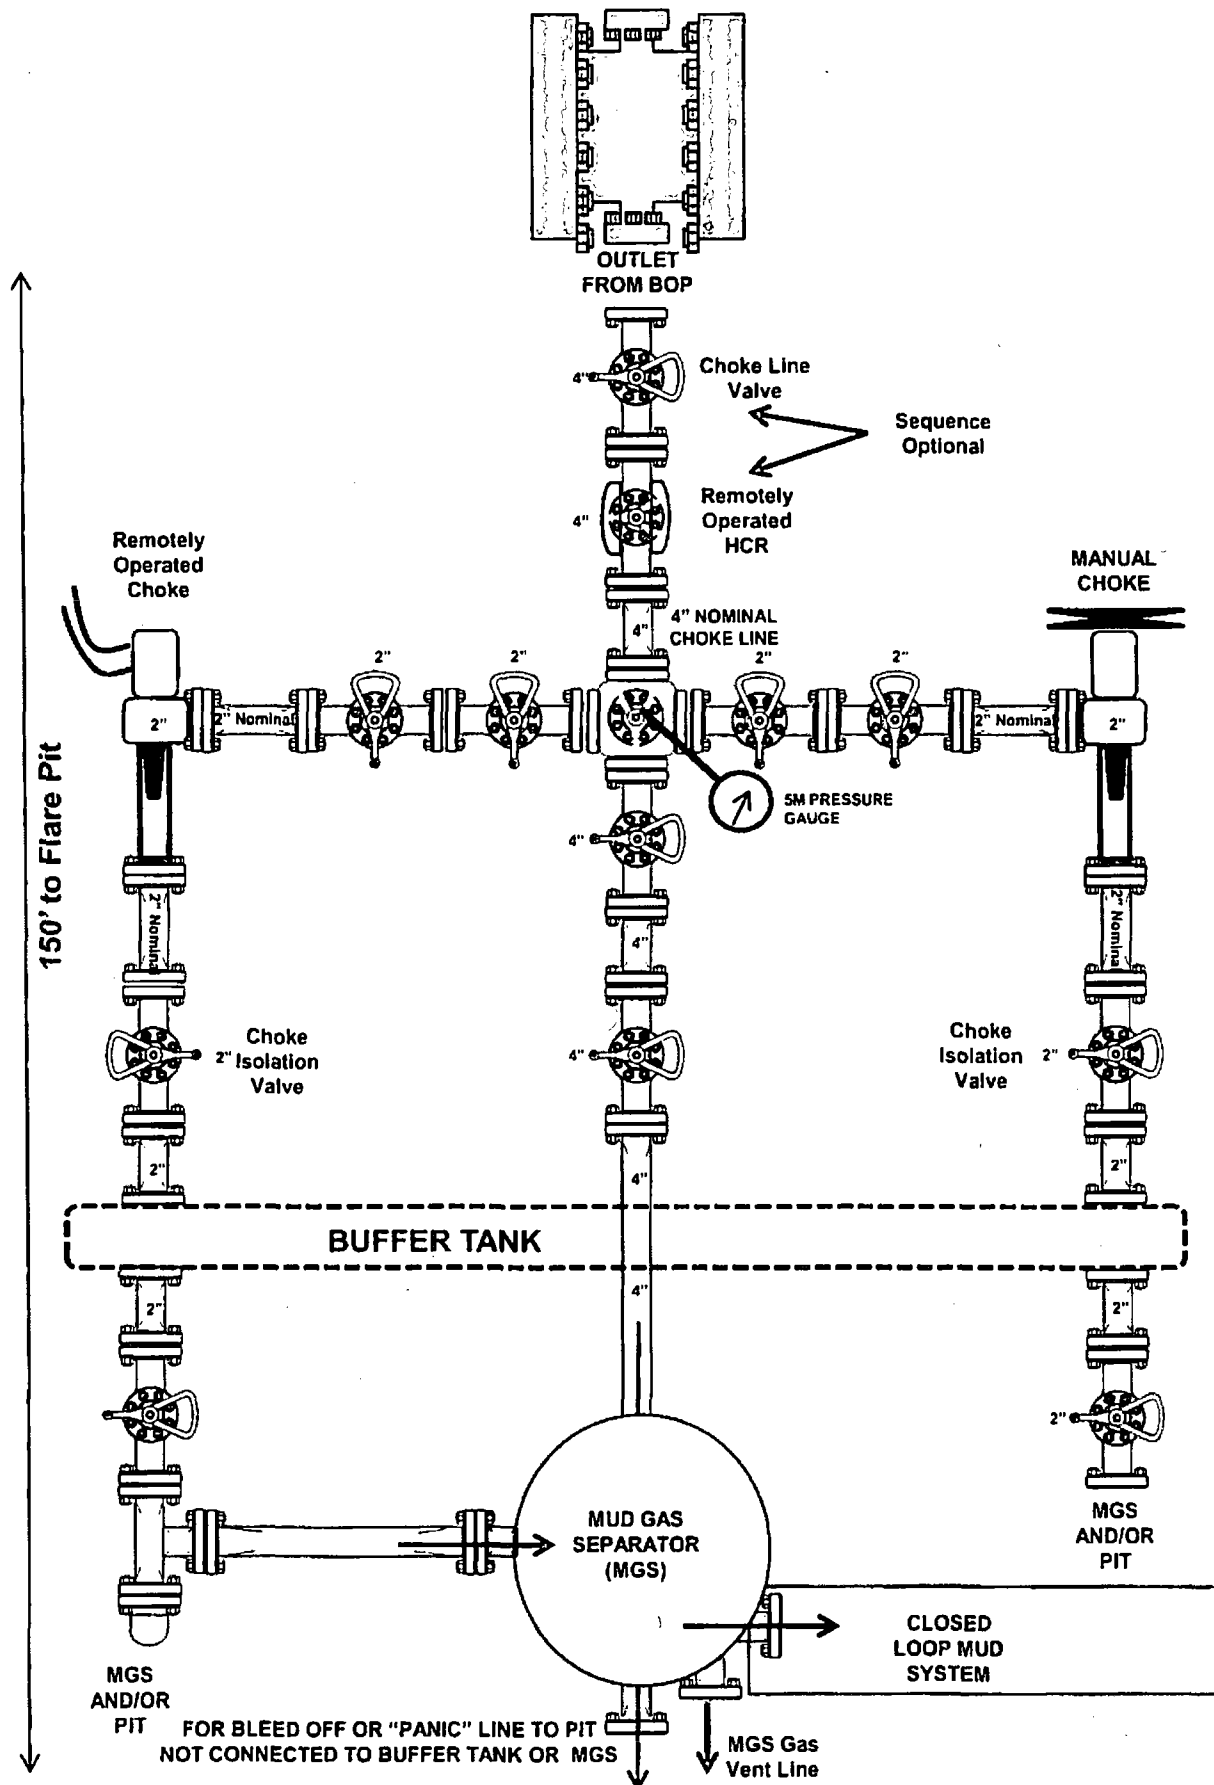 OUTLET
FROM BOP
4"
Choke Line
Valve
Sequence
Optional
4"
Remotely
Operated
HCR
Remotely
Operated
Choke
MANUAL
CHOKE
4"
4" NOMINAL
CHOKE LINE
2"
2"
2"
2"
2"
2" Nominal
2" Nominal
2"
5M PRESSURE
GAUGE
150' to Flare Pit
4"
2" Nominal
4"
2" Nominal
2"
Choke
Isolation
Valve
4"
Choke
Isolation
Valve
2"
2"
4"
2"
BUFFER TANK
2"
4"
2"
2"
MUD GAS
SEPARATOR
(MGS)
MGS
AND/OR
PIT
CLOSED
LOOP MUD
SYSTEM
MGS
AND/OR
PIT
FOR BLEED OFF OR "PANIC" LINE TO PIT
NOT CONNECTED TO BUFFER TANK OR MGS
MGS Gas
Vent Line